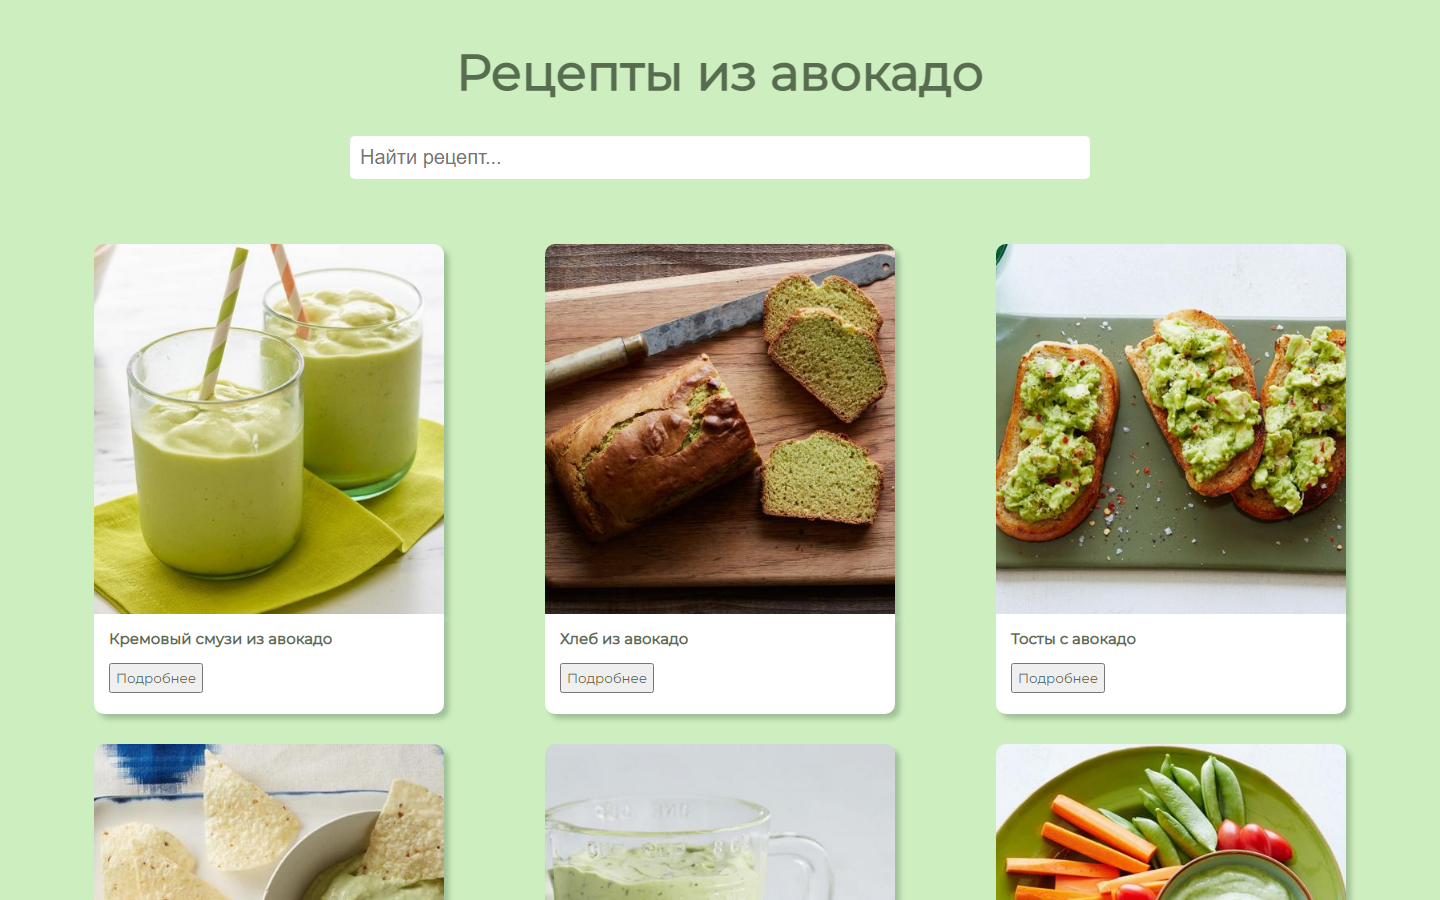 Рецепты из авокадо
Найти рецепт...
Кремовый смузи из авокадо
Хлеб из авокадо
Тосты с авокадо
Подробнее
Подробнее
Подробнее